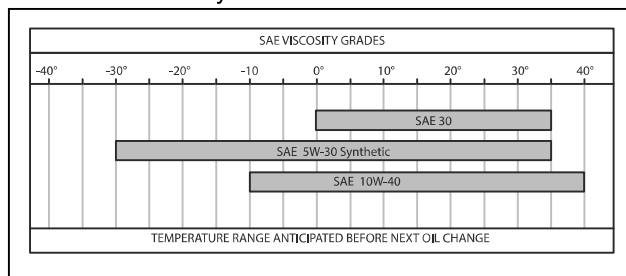 SAE VISCOSITY GRADES
-40° -30° -20° -10 0° 10° 20° 30° 40°
SAE 30
SAE 5W-30 Synthetic
SAE 10W-40
TEMPERATURE RANGE ANTICIPATED BEFORE NEXT OIL CHANGE